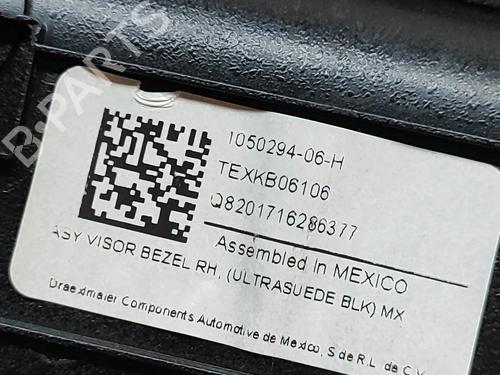 B-PARTS
1050294-06-H
TEXKB06106
Q8201716286377
Assembled in MEXICO
ASY VISOR BEZEL RH, (ULTRASUEDE BLK) MX
Draexlmaier Components Automotive de Mexico, S de R.L. de C.V.